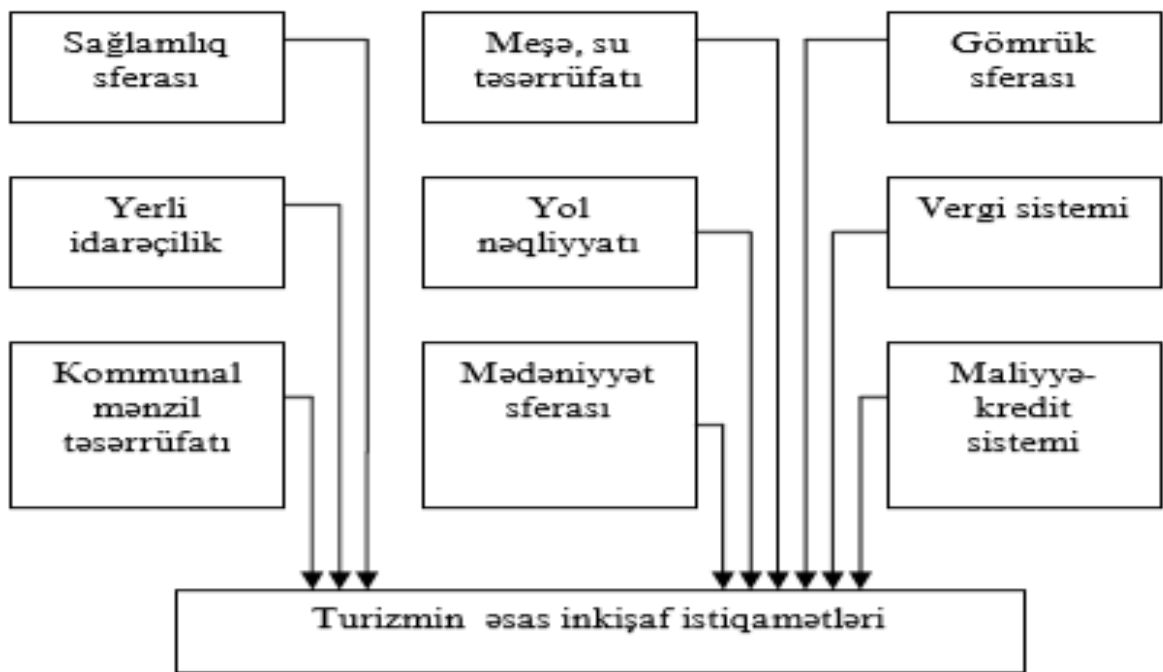 Sağlamlıq
sferası
Meşə, su
təsərrüfatı
Gömrük
sferası
Yerli
idarəçilik
Yol
nəqliyyatı
Vergi sistemi
Kommunal
mənzil
təsərrüfatı
Mədəniyyət
sferası
Maliyyə-
kredit
sistemi
Turizmin əsas inkişaf istiqamətləri